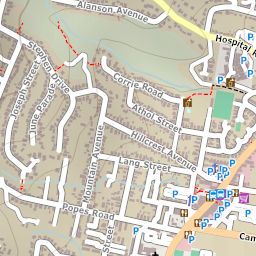 Alanson Avenue
Hospital R
Stephen Drive
Joseph Street
June Parade
Corrie Road
Athol Street
Hillcrest Avenue
Mountain Avenue
Lang Street
Popes Road
Street
Cam
P
P
P
P
P
P
P
P
P
P
P